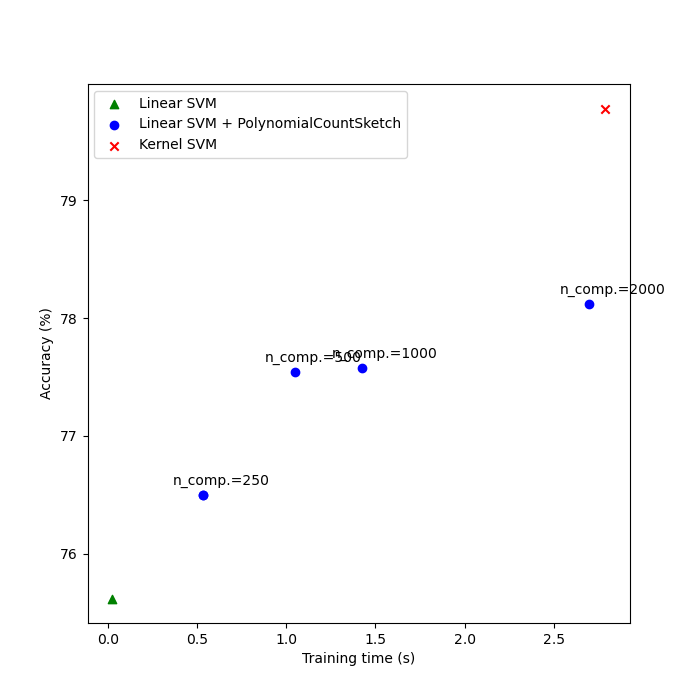 Linear SVM
Linear SVM + PolynomialCountSketch
Kernel SVM
79
n_comp.=2000
78
n_comp.=500
n_comp.=1000
77
n_comp.=250
76
0.0
0.5
1.0
1.5
2.0
2.5
Training time (s)
Accuracy (%)